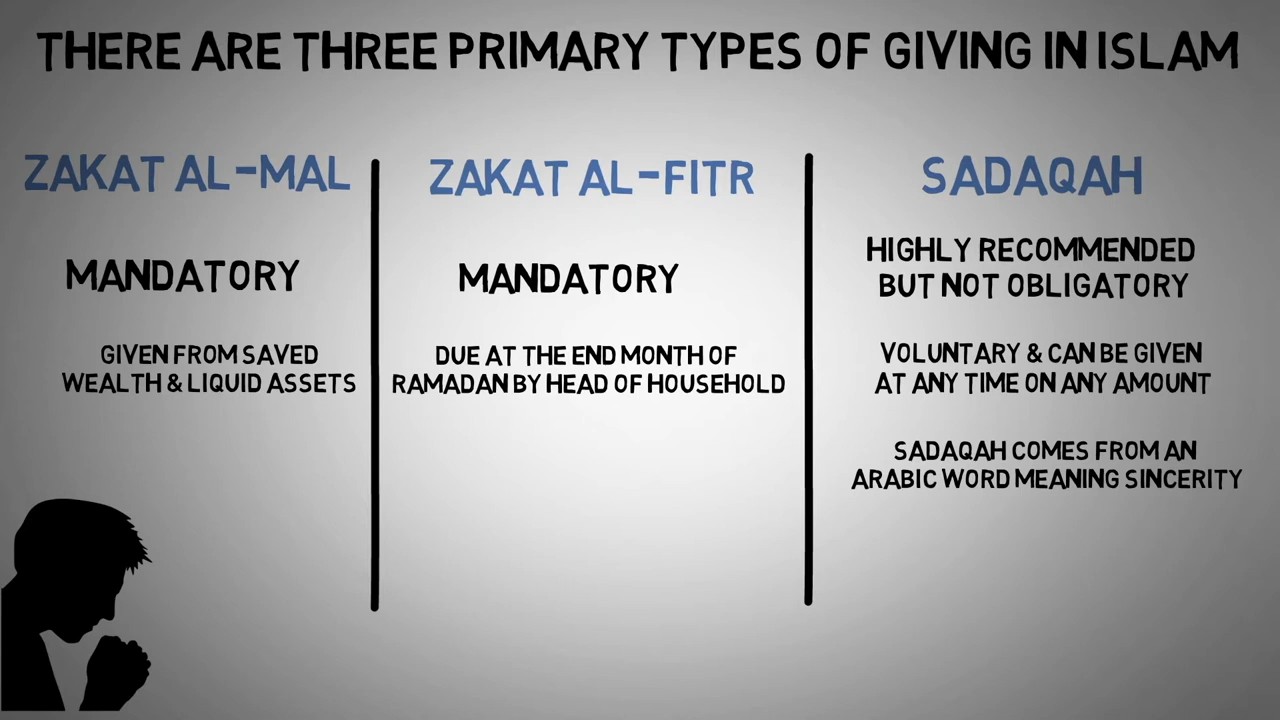 THERE ARE THREE PRIMARY TYPES OF GIVING IN ISLAM
ZAKAT AL-MAL
MANDATORY
GIVEN FROM SAVED
WEALTH & LIQUID ASSETS
ZAKAT AL-FITR
MANDATORY
DUE AT THE END MONTH OF
RAMADAN BY HEAD OF HOUSEHOLD
SADAQAH
HIGHLY RECOMMENDED
BUT NOT OBLIGATORY
VOLUNTARY & CAN BE GIVEN
AT ANY TIME ON ANY AMOUNT
SADAQAH COMES FROM AN
ARABIC WORD MEANING SINCERITY